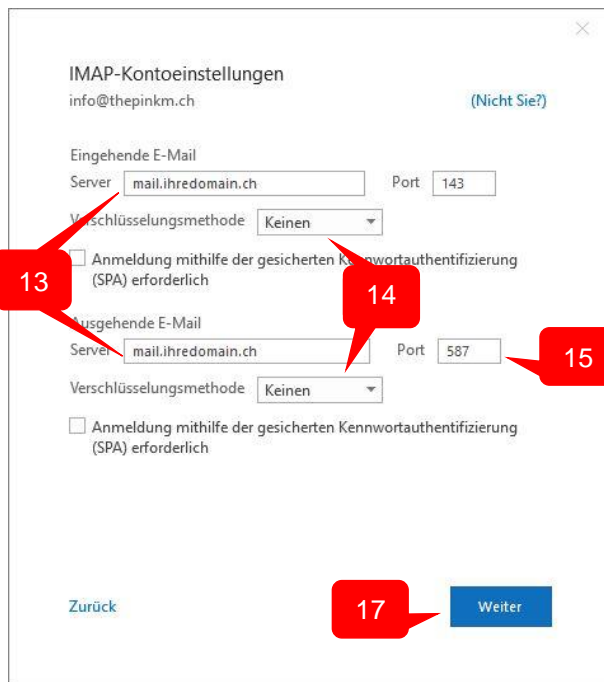 IMAP-Kontoeinstellungen
info@thepinkm.ch (Nicht Sie?)
Eingehende E-Mail
Server mail.ihredomain.ch Port 143
Verschlüsselungsmethode Keinen
Anmeldung mithilfe der gesicherten Kennwortauthentifizierung
(SPA) erforderlich
13
14
Ausgehende E-Mail
Server mail.ihredomain.ch Port 587
15
Verschlüsselungsmethode Keinen
Anmeldung mithilfe der gesicherten Kennwortauthentifizierung
(SPA) erforderlich
Zurück 17 Weiter